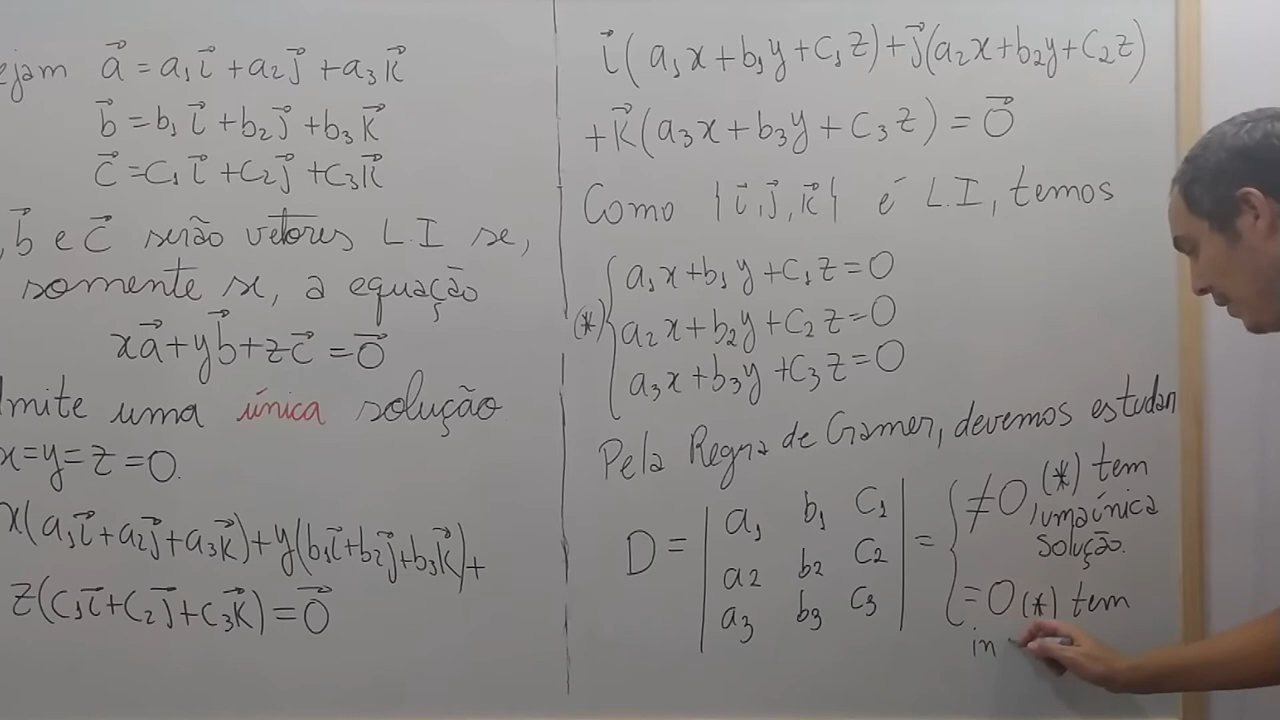 ejam a⃗ = a₁i⃗ + a₂j⃗ + a₃k⃗
b⃗ = b₁i⃗ + b₂j⃗ + b₃k⃗
c⃗ = c₁i⃗ + c₂j⃗ + c₃k⃗
, b⃗ e c⃗ serão vetores L.I se,
somente se, a equação
xa⃗ + yb⃗ + zc⃗ = 0⃗
mite uma única solução
x = y = z = 0.
x(a₁i⃗ + a₂j⃗ + a₃k⃗) + y(b₁i⃗ + b₂j⃗ + b₃k⃗) +
z(c₁i⃗ + c₂j⃗ + c₃k⃗) = 0⃗
i⃗(a₁x + b₁y + c₁z) + j⃗(a₂x + b₂y + c₂z)
+ k⃗(a₃x + b₃y + c₃z) = 0⃗
Como {i⃗, j⃗, k⃗} é L.I, temos
a₁x + b₁y + c₁z = 0
(*) { a₂x + b₂y + c₂z = 0
a₃x + b₃y + c₃z = 0
Pela Regra de Cramer, devemos estudar
D = | a₁ b₁ c₁ | = { ≠ 0, (*) tem
uma única
solução.
a₂ b₂ c₂
a₃ b₃ c₃
= 0 (*) tem
in